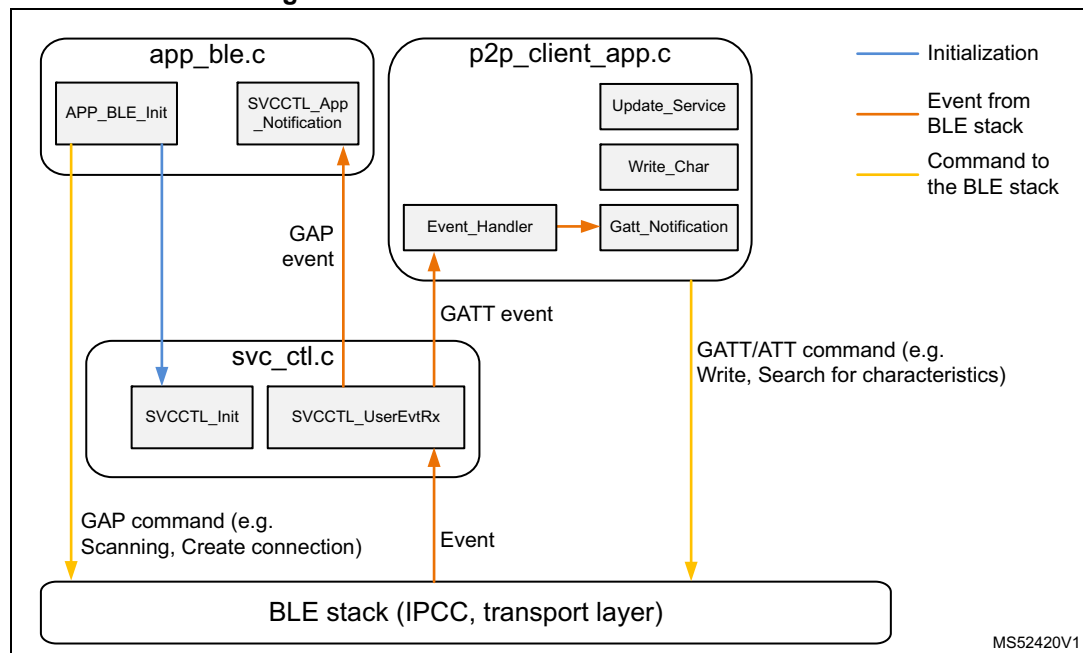 g
app_ble.c
APP_BLE_Init
SVCCTL_App
_Notification
p2p_client_app.c
Update_Service
Write_Char
Event_Handler
Gatt_Notification
Initialization
Event from
BLE stack
Command to
the BLE stack
GAP
event
GATT event
svc_ctl.c
SVCCTL_Init
SVCCTL_UserEvtRx
GATT/ATT command (e.g.
Write, Search for characteristics)
GAP command (e.g.
Scanning, Create connection)
Event
BLE stack (IPCC, transport layer)
MS52420V1